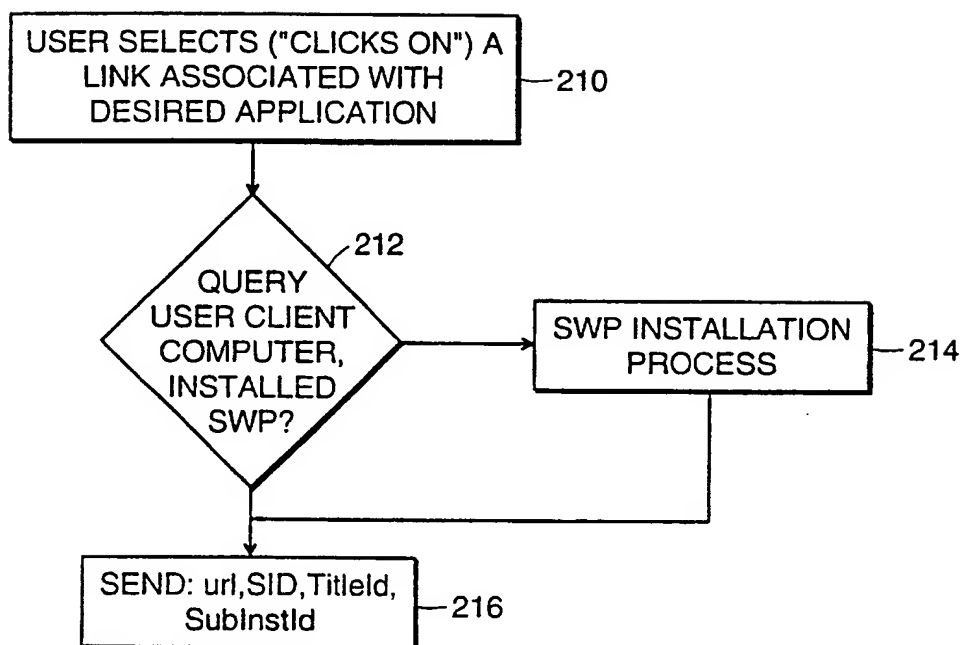 USER SELECTS ("CLICKS ON") A
LINK ASSOCIATED WITH
DESIRED APPLICATION
210
212
QUERY
USER CLIENT
COMPUTER,
INSTALLED
SWP?
SWP INSTALLATION
PROCESS
214
SEND: url,SID,TitleId,
SubInstId
216